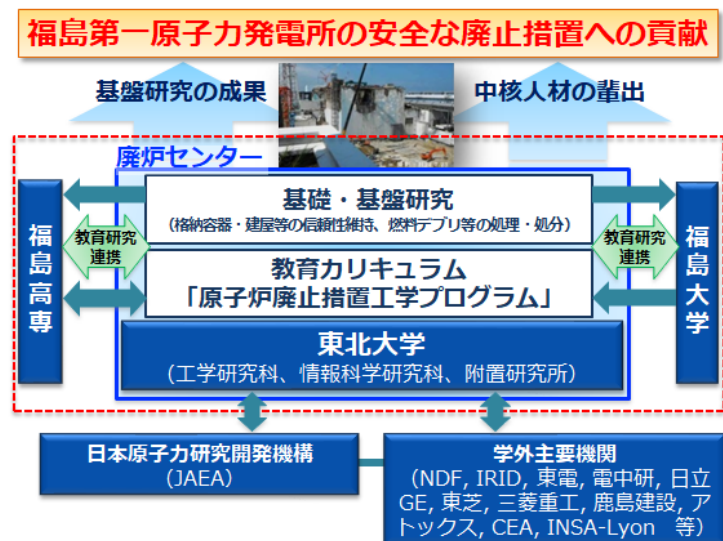 福島第一原子力発電所の安全な廃止措置への貢献
基盤研究の成果
中核人材の輩出
廃炉センター
基礎・基盤研究
(格納容器・建屋等の信頼性維持、燃料デブリ等の処理・処分)
福島高専
教育研究
連携
教育研究
連携
福島大学
教育カリキュラム
「原子炉廃止措置工学プログラム」
東北大学
(工学研究科、情報科学研究科、附置研究所)
日本原子力研究開発機構
(JAEA)
学外主要機関
(NDF, IRID, 東電, 電中研, 日立
GE, 東芝, 三菱重工, 鹿島建設, ア
トックス, CEA, INSA-Lyon 等)